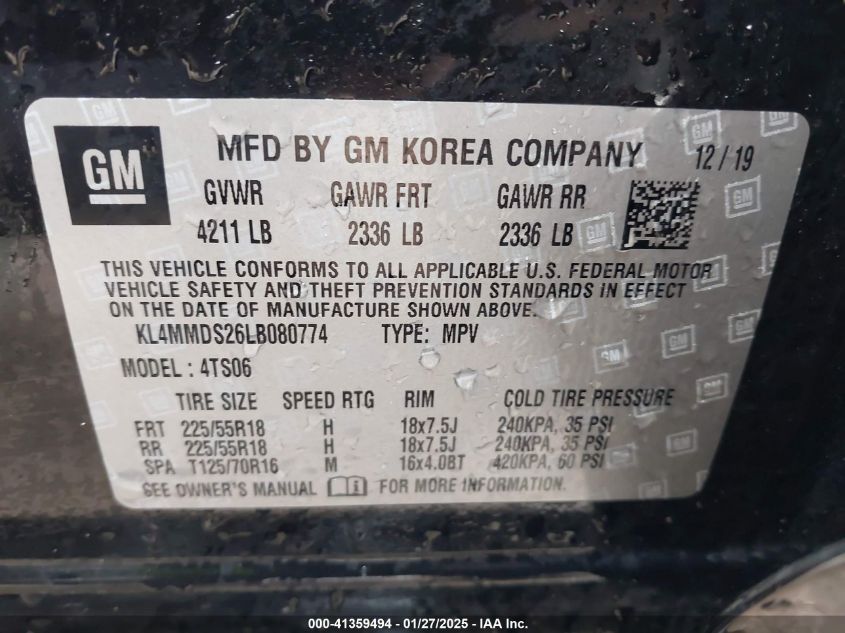 GM MFD BY GM KOREA COMPANY 12/19
GVWR GAWR FRT GAWR RR
4211 LB 2336 LB 2336 LB
THIS VEHICLE CONFORMS TO ALL APPLICABLE U.S. FEDERAL MOTOR
VEHICLE SAFETY AND THEFT PREVENTION STANDARDS IN EFFECT
ON THE DATE OF MANUFACTURE SHOWN ABOVE.
KL4MMDS26LB080774 TYPE: MPV
MODEL : 4TS06
TIRE SIZE SPEED RTG RIM COLD TIRE PRESSURE
FRT 225/55R18 H 18x7.5J 240KPA, 35 PSI
RR 225/55R18 H 18x7.5J 240KPA, 35 PSI
SPA T125/70R16 M 16x4.0BT 420KPA, 60 PSI
SEE OWNER'S MANUAL FOR MORE INFORMATION.
000-41359494 - 01/27/2025 - IAA Inc.